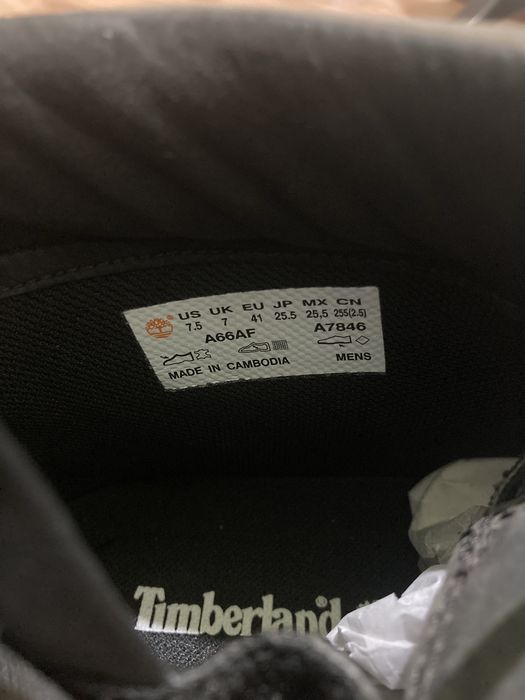 US UK EU JP MX CN
7.5 7 41 25.5 25,5 255(2.5)
A66AF A7846
MADE IN CAMBODIA MENS
Timberland®